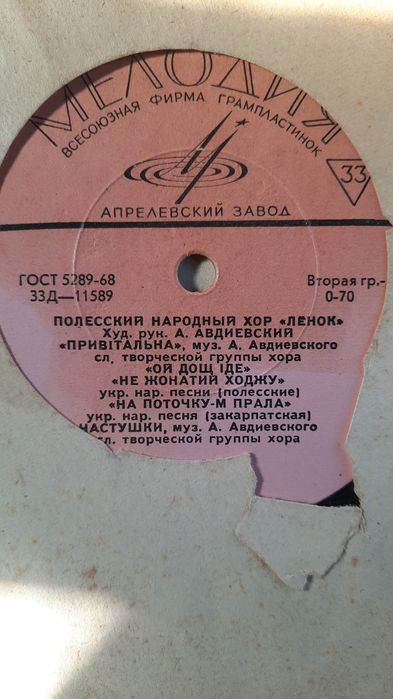 МЕЛОДИЯ
ВСЕСОЮЗНАЯ ФИРМА ГРАМПЛАСТИНОК
33
АПРЕЛЕВСКИЙ ЗАВОД
ГОСТ 5289-68
33Д—11589
Вторая гр.-
0-70
ПОЛЕССКИЙ НАРОДНЫЙ ХОР «ЛЕНОК»
Худ. рук. А. АВДИЕВСКИЙ
«ПРИВІТАЛЬНА», муз. А. Авдиевского
сл. творческой группы хора
«ОЙ ДОЩ ІДЕ»
«НЕ ЖОНАТИЙ ХОДЖУ»
укр. нар. песни (полесские)
«НА ПОТОЧКУ-М ПРАЛА»
укр. нар. песня (закарпатская)
ЧАСТУШКИ, муз. А. Авдиевского
сл. творческой группы хора